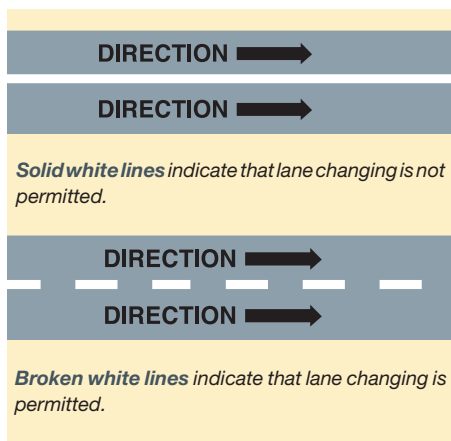 DIRECTION
DIRECTION
Solid white lines indicate that lane changing is not
permitted.
DIRECTION
DIRECTION
Broken white lines indicate that lane changing is
permitted.